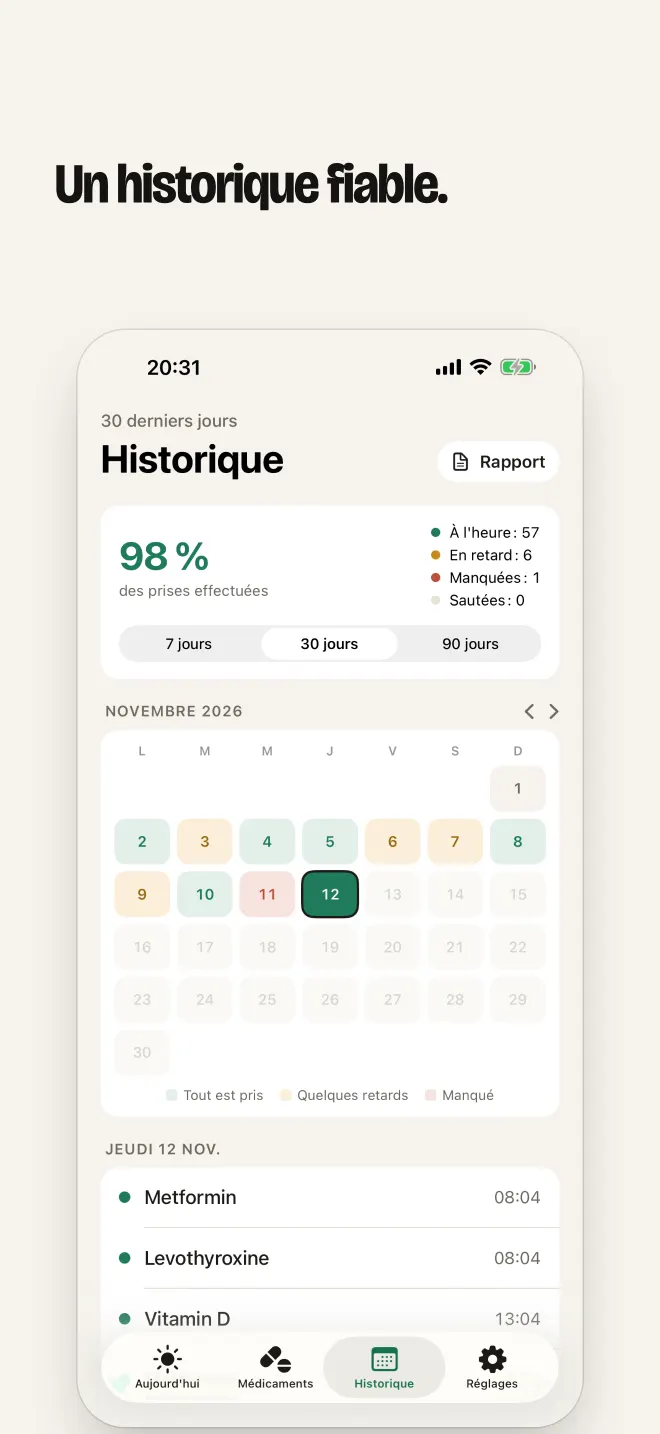 Un historique fiable.
20:31
30 derniers jours
Historique
Rapport
98 %
des prises effectuées
À l'heure : 57
En retard : 6
Manquées : 1
Sautées : 0
7 jours 30 jours 90 jours
NOVEMBRE 2026
L M M J V S D
1
2 3 4 5 6 7 8
9 10 11 12 13 14 15
16 17 18 19 20 21 22
23 24 25 26 27 28 29
30
Tout est pris Quelques retards Manqué
JEUDI 12 NOV.
Metformin 08:04
Levothyroxine 08:04
Vitamin D 13:04
Aujourd'hui Médicaments Historique Réglages